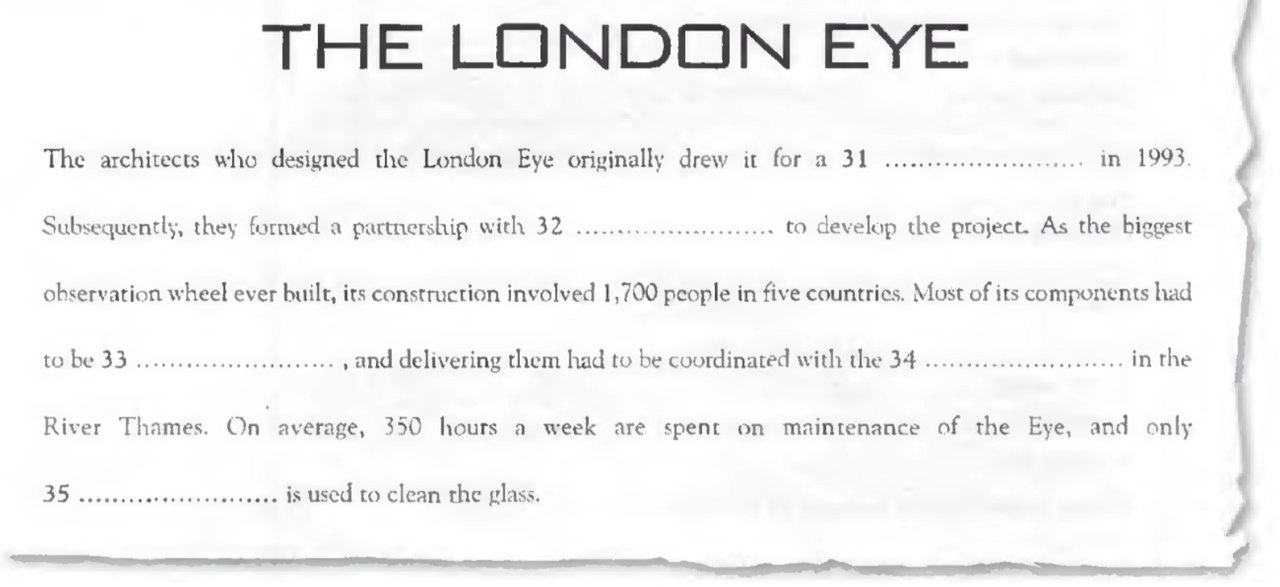 THE LONDON EYE
The architects who designed the London Eye originally drew it for a 31 ........................ in 1993.
Subsequently, they formed a partnership with 32 ........................ to develop the project. As the biggest
observation wheel ever built, its construction involved 1,700 people in five countries. Most of its components had
to be 33 ........................ , and delivering them had to be coordinated with the 34 ........................ in the
River Thames. On average, 350 hours a week are spent on maintenance of the Eye, and only
35 ........................ is used to clean the glass.